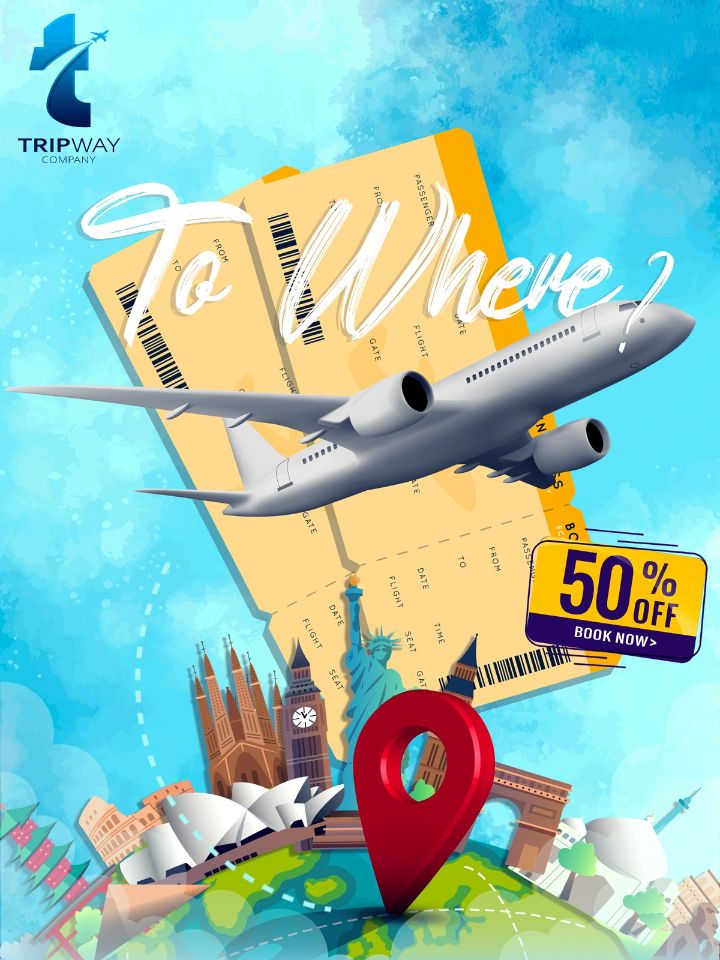 TRIPWAY
COMPANY
To Where?
PASSENGER
FROM
TO
FROM
TO
DATE
GATE
FLIGHT
GATE
FLIGHT
GATE
BOOK NOW>
50% OFF
TO
FROM
DATE
TIME
FLIGHT
SEAT
DATE
FLIGHT
SEAT